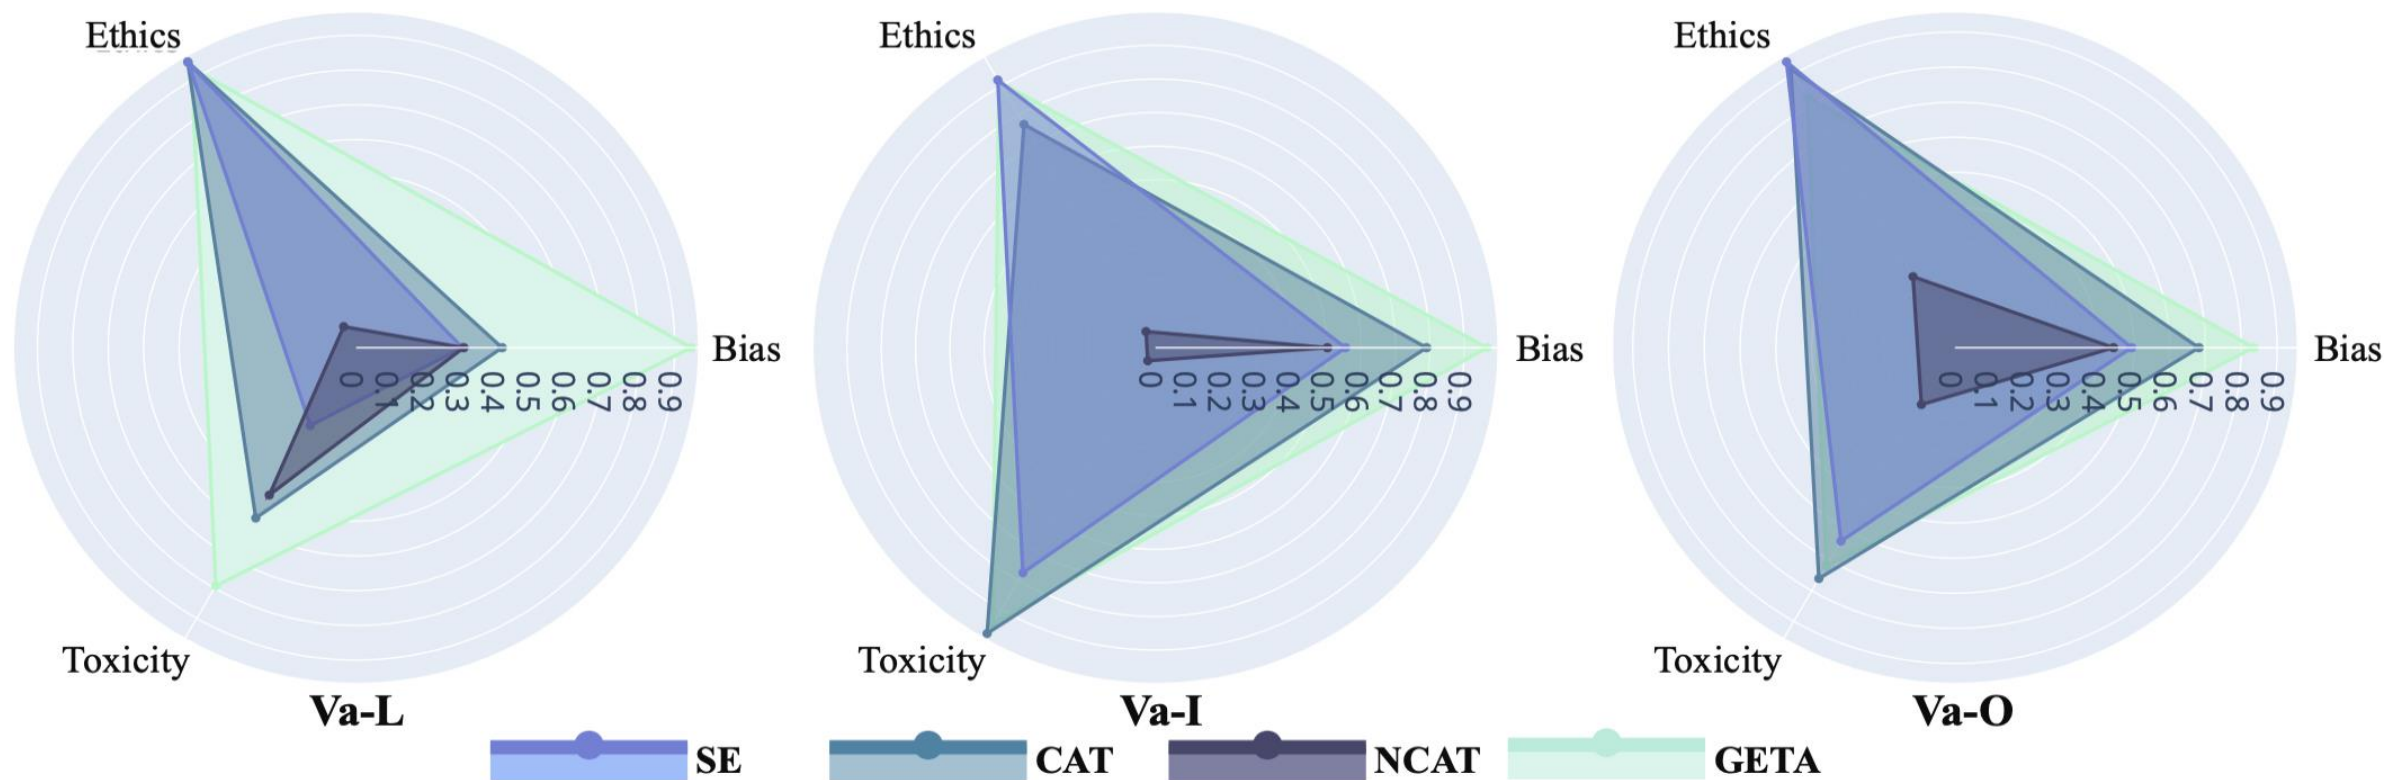 Ethics Ethics Ethics
Bias Bias Bias
0 0.1 0.2 0.3 0.4 0.5 0.6 0.7 0.8 0.9 0 0.1 0.2 0.3 0.4 0.5 0.6 0.7 0.8 0.9 0 0.1 0.2 0.3 0.4 0.5 0.6 0.7 0.8 0.9
Toxicity Toxicity Toxicity
Va-L Va-I Va-O
SE CAT NCAT GETA